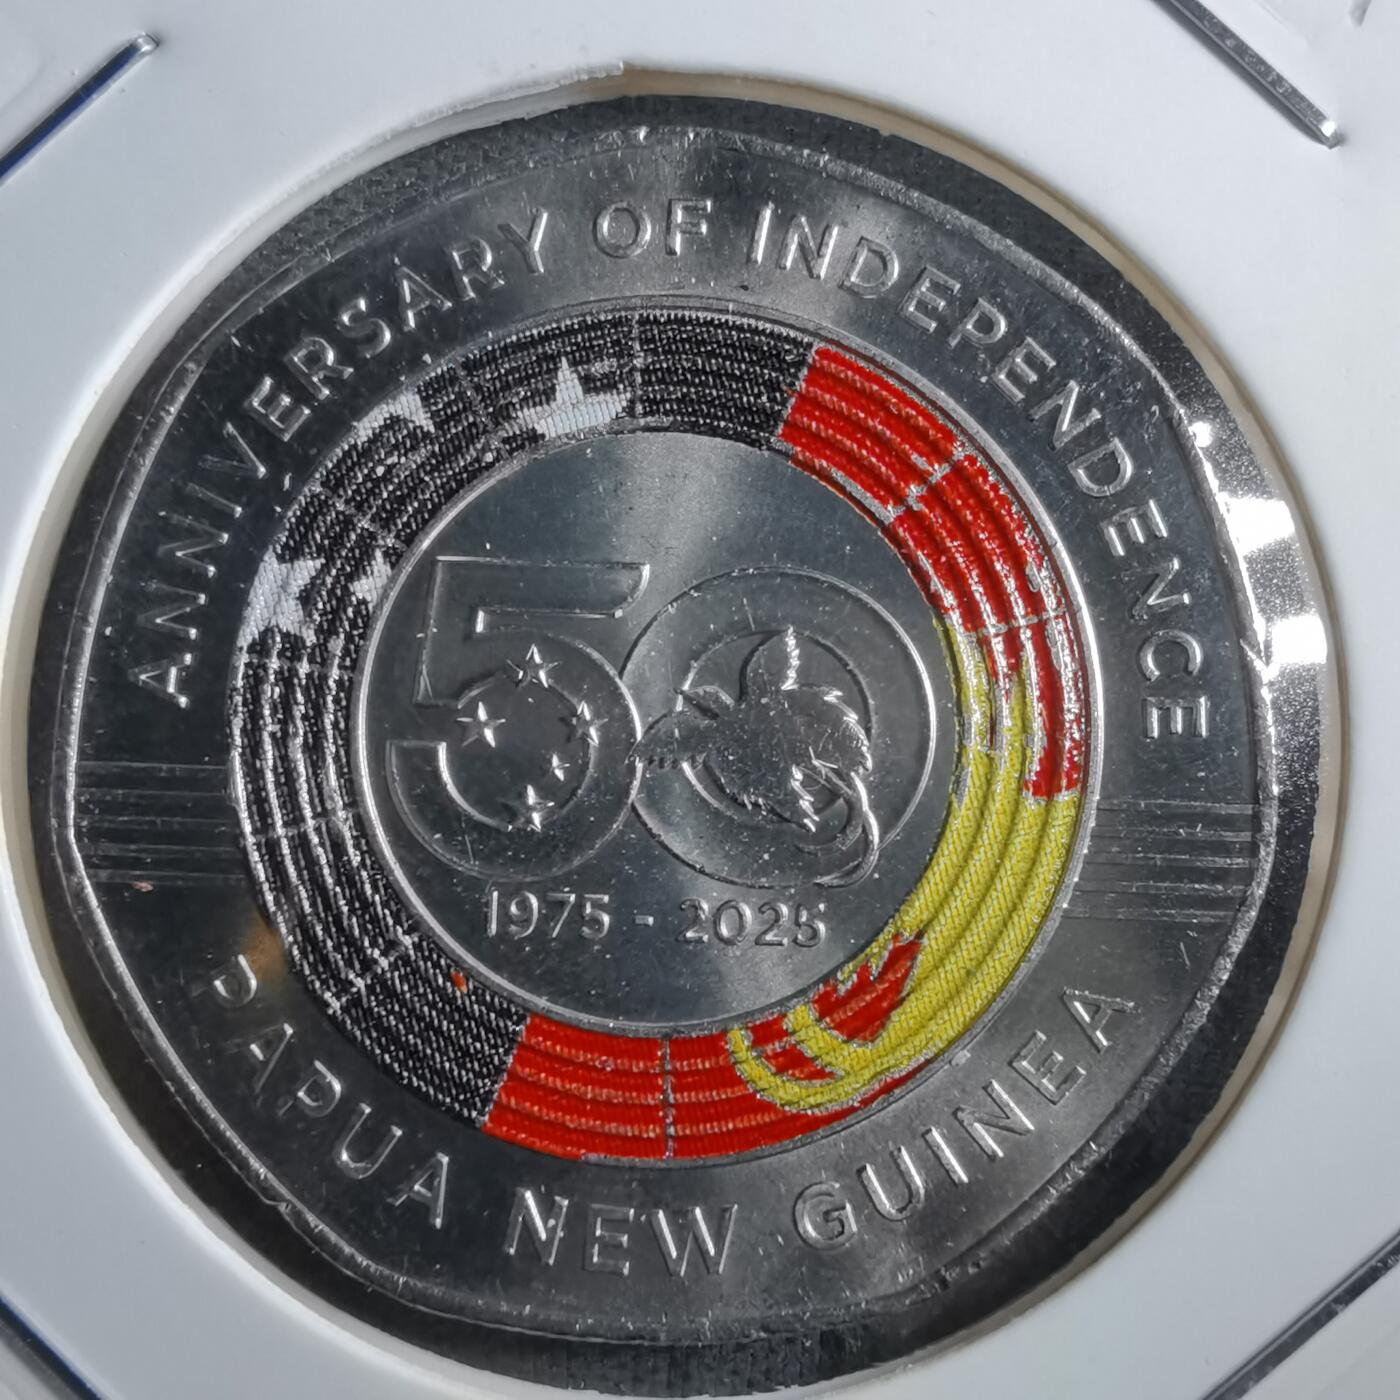 ANNIVERSARY OF INDEPENDENCE
50
1975 - 2025
PAPUA NEW GUINEA